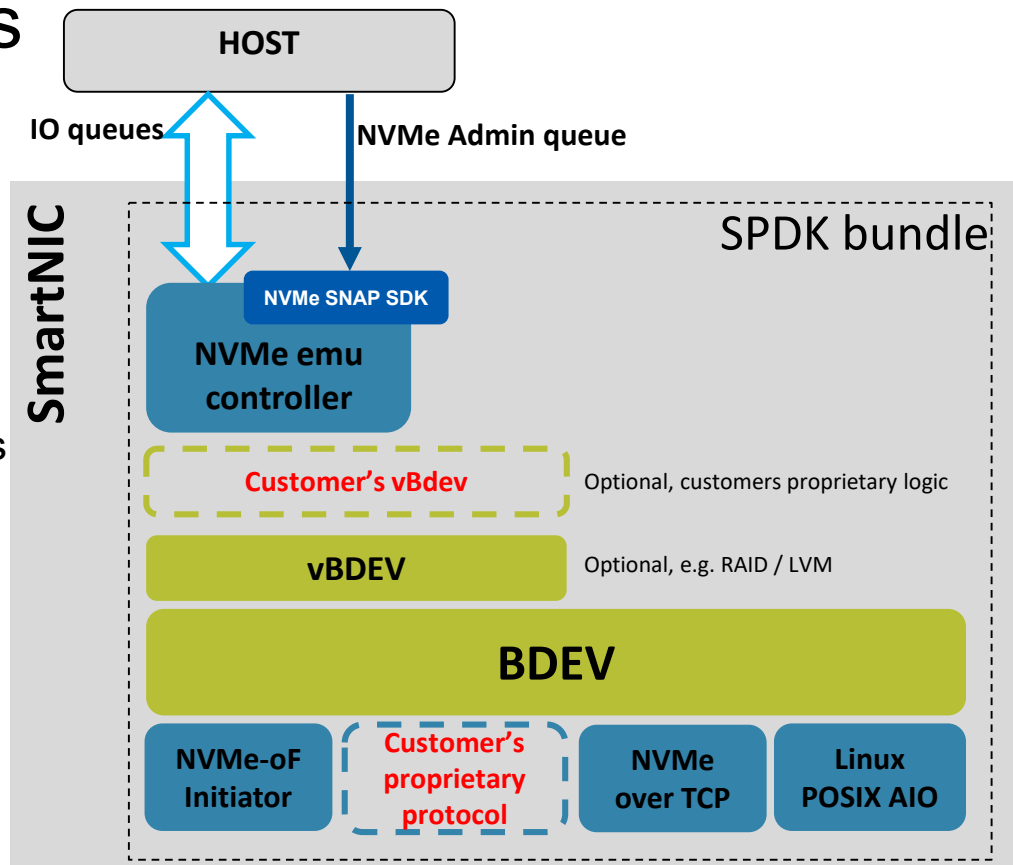 s
HOST
IO queues
NVMe Admin queue
SmartNIC
SPDK bundle
NVMe SNAP SDK
NVMe emu
controller
s
Customer's vBdev
Optional, customers proprietary logic
vBDEV
Optional, e.g. RAID / LVM
BDEV
NVMe-oF
Initiator
Customer's
proprietary
protocol
NVMe
over TCP
Linux
POSIX AIO